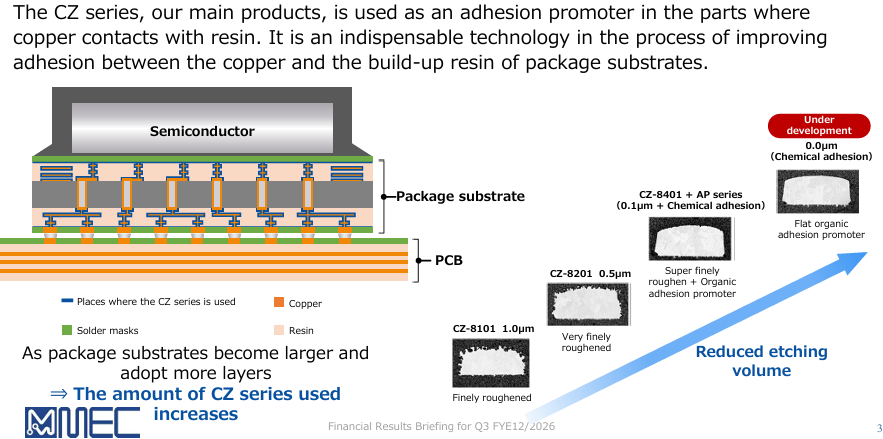 The CZ series, our main products, is used as an adhesion promoter in the parts where
copper contacts with resin. It is an indispensable technology in the process of improving
adhesion between the copper and the build-up resin of package substrates.
Semiconductor
Package substrate
PCB
Places where the CZ series is used
Copper
Solder masks
Resin
As package substrates become larger and
adopt more layers
⇒ The amount of CZ series used
increases
CZ-8101 1.0μm
Finely roughened
CZ-8201 0.5μm
Very finely
roughened
CZ-8401 + AP series
(0.1μm + Chemical adhesion)
Super finely
roughen + Organic
adhesion promoter
Under
development
0.0μm
(Chemical adhesion)
Flat organic
adhesion promoter
Reduced etching
volume
MEC
Financial Results Briefing for Q3 FYE12/2026
3